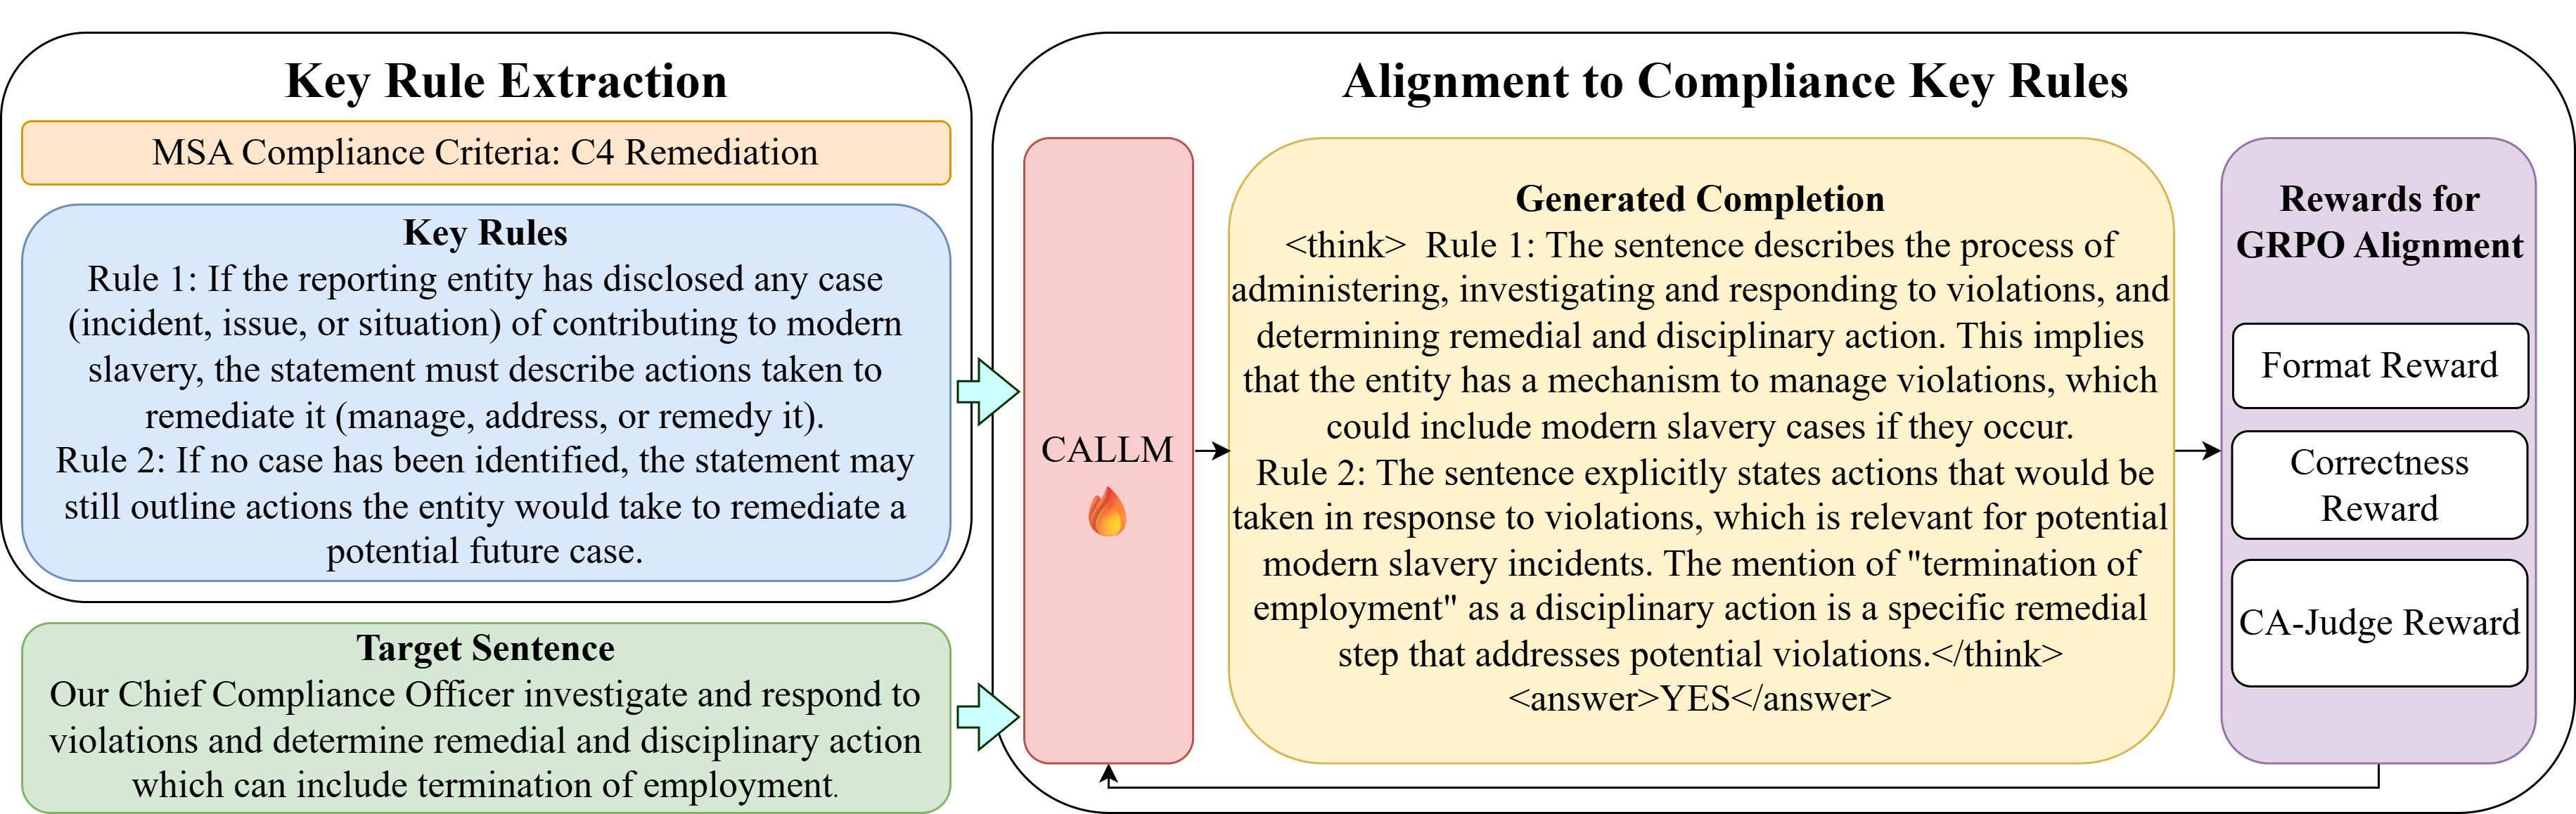 Key Rule Extraction
MSA Compliance Criteria: C4 Remediation
Key Rules
Rule 1: If the reporting entity has disclosed any case
(incident, issue, or situation) of contributing to modern
slavery, the statement must describe actions taken to
remediate it (manage, address, or remedy it).
Rule 2: If no case has been identified, the statement may
still outline actions the entity would take to remediate a
potential future case.
Target Sentence
Our Chief Compliance Officer investigate and respond to
violations and determine remedial and disciplinary action
which can include termination of employment.
Alignment to Compliance Key Rules
CALLM
Generated Completion
<think> Rule 1: The sentence describes the process of
administering, investigating and responding to violations, and
determining remedial and disciplinary action. This implies
that the entity has a mechanism to manage violations, which
could include modern slavery cases if they occur.
Rule 2: The sentence explicitly states actions that would be
taken in response to violations, which is relevant for potential
modern slavery incidents. The mention of "termination of
employment" as a disciplinary action is a specific remedial
step that addresses potential violations.</think>
<answer>YES</answer>
Rewards for
GRPO Alignment
Format Reward
Correctness
Reward
CA-Judge Reward